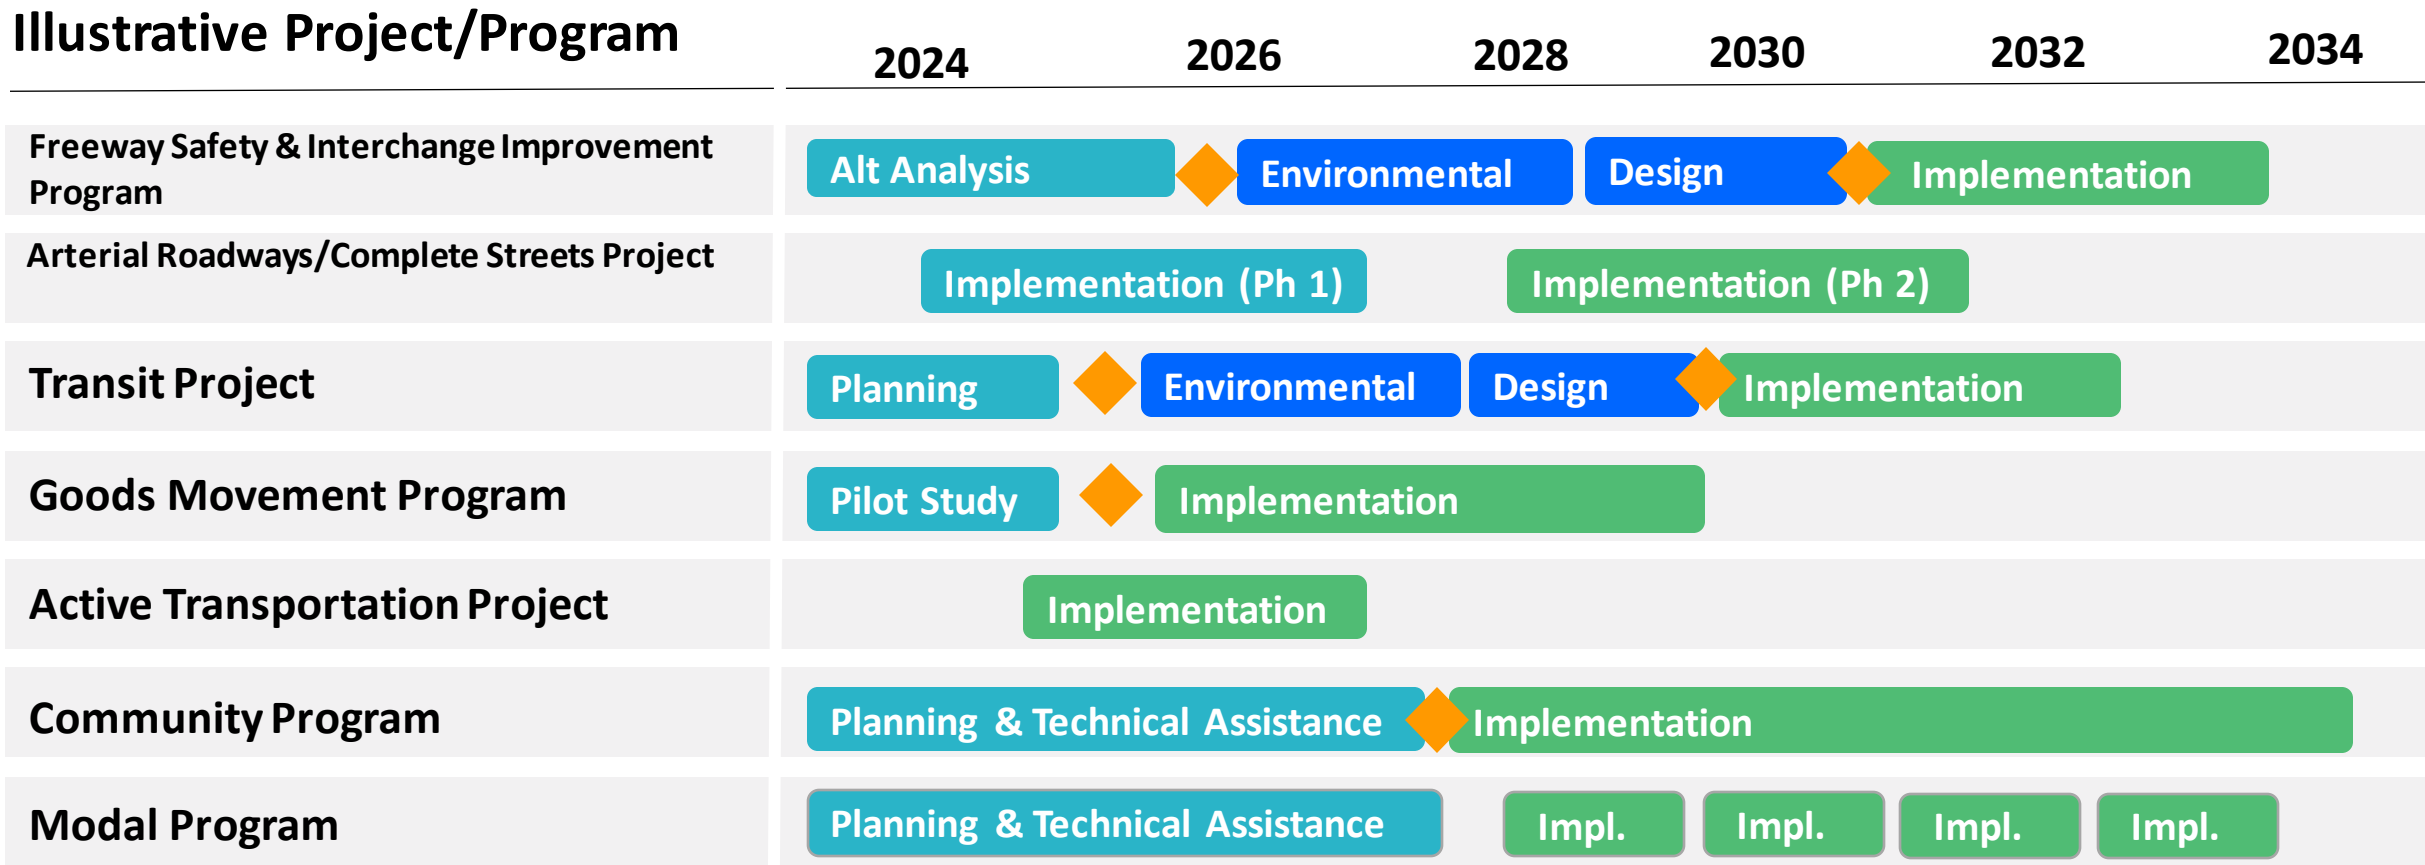 Illustrative Project/Program
2024 2026 2028 2030 2032 2034
Freeway Safety & Interchange Improvement
Program
Alt Analysis Environmental Design Implementation
Arterial Roadways/Complete Streets Project
Implementation (Ph 1) Implementation (Ph 2)
Transit Project
Planning Environmental Design Implementation
Goods Movement Program
Pilot Study Implementation
Active Transportation Project
Implementation
Community Program
Planning & Technical Assistance Implementation
Modal Program
Planning & Technical Assistance Impl. Impl. Impl. Impl.